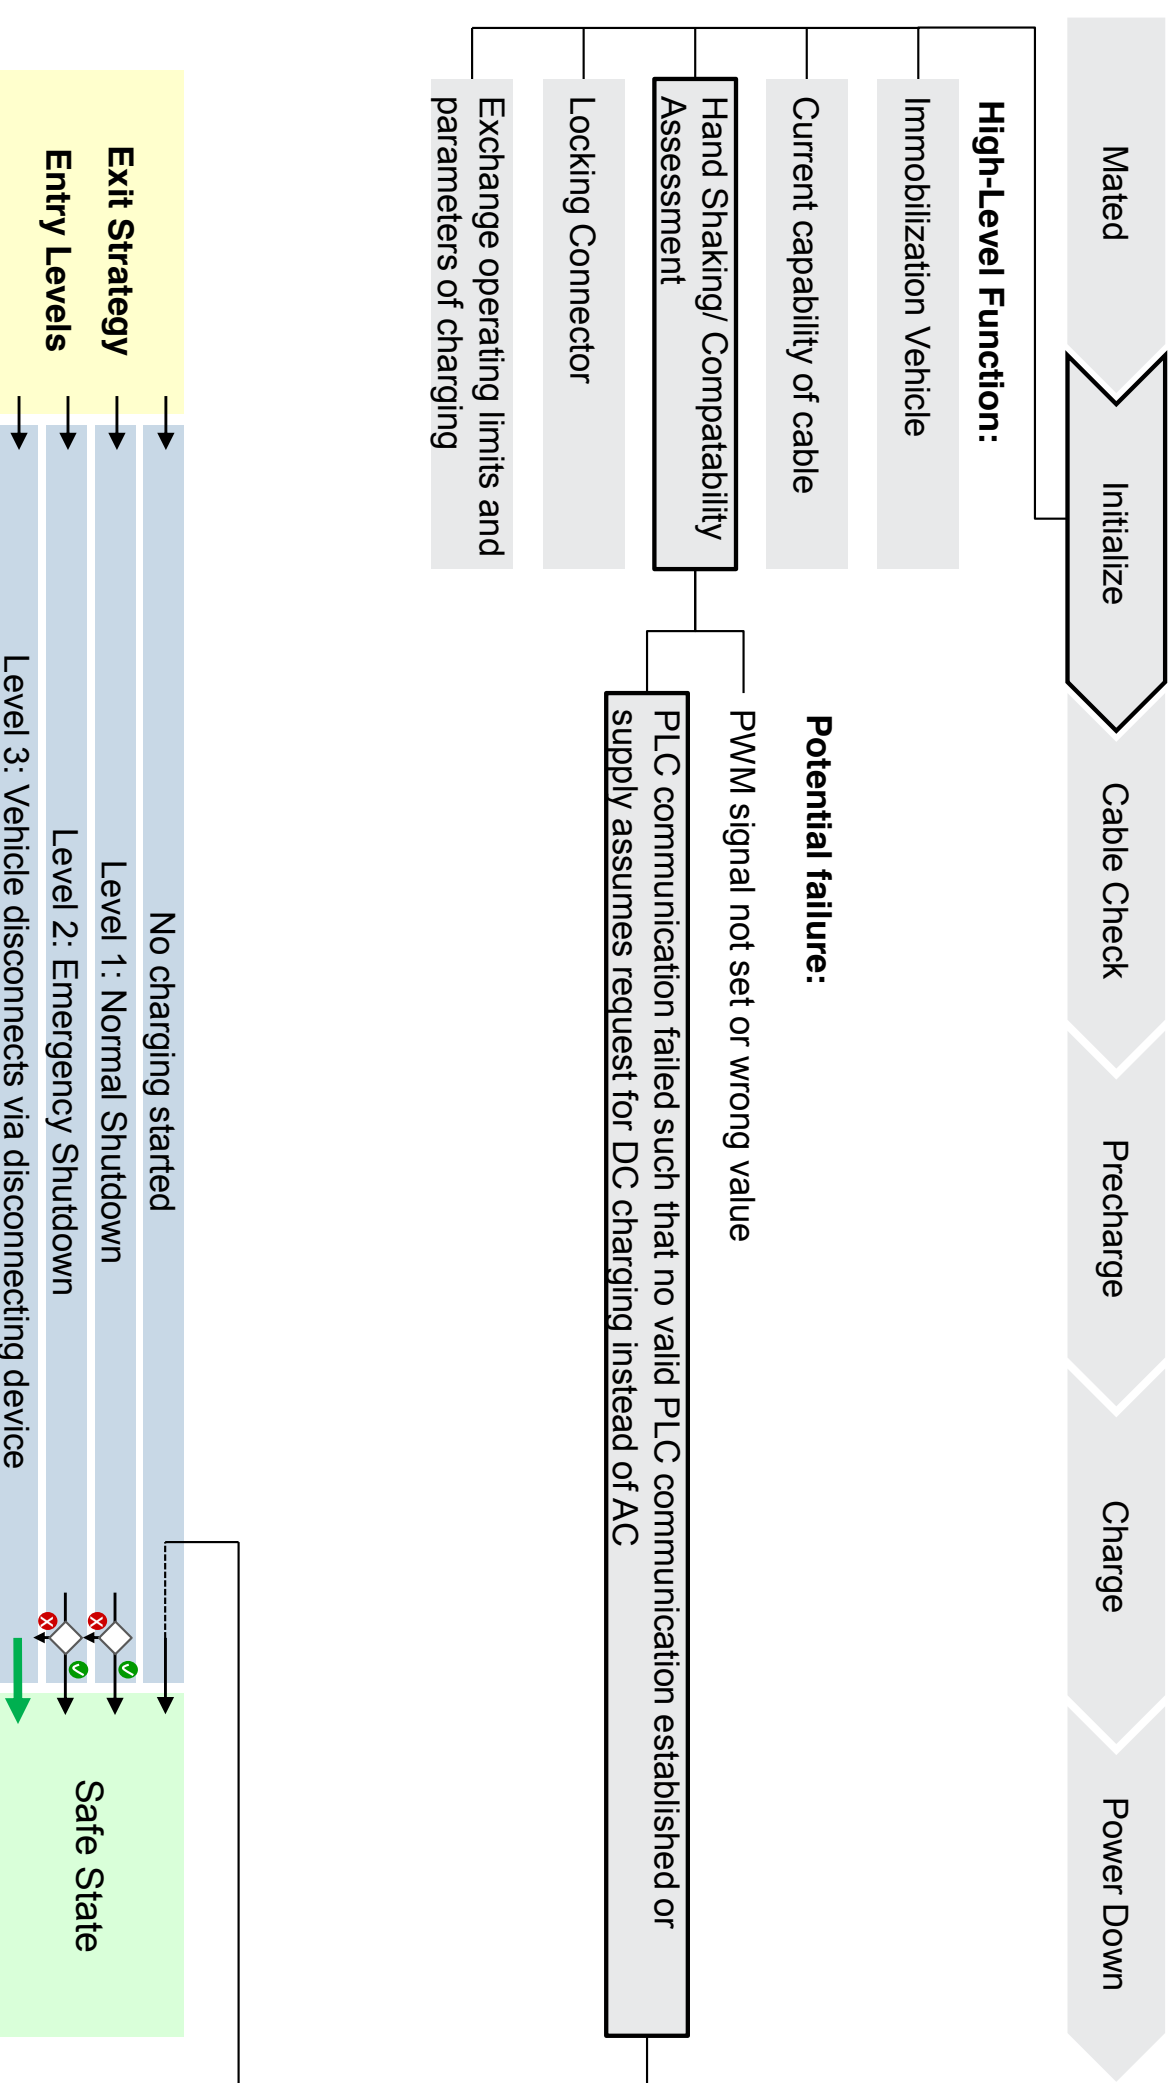 Mated
Initialize
Cable Check
Precharge
Charge
Power Down
High-Level Function:
Immobilization Vehicle
Current capability of cable
Hand Shaking/ Compatability
Assessment
Locking Connector
Exchange operating limits and
parameters of charging
Potential failure:
PWM signal not set or wrong value
PLC communication failed such that no valid PLC communication established or
supply assumes request for DC charging instead of AC
Exit Strategy
Entry Levels
No charging started
Level 1: Normal Shutdown
Level 2: Emergency Shutdown
Level 3: Vehicle disconnects via disconnecting device
Safe State